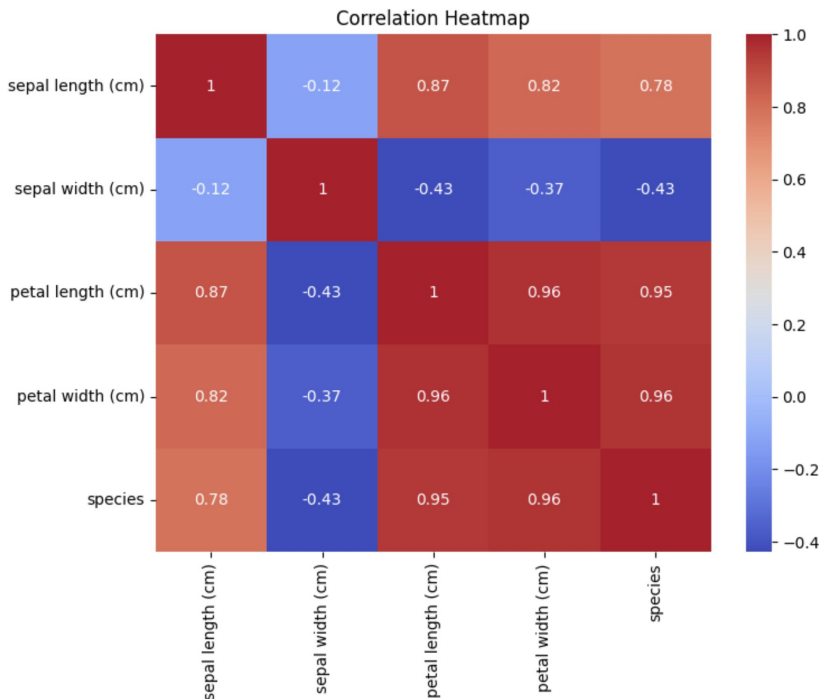 Correlation Heatmap
sepal length (cm) 1 -0.12 0.87 0.82 0.78
sepal width (cm) -0.12 1 -0.43 -0.37 -0.43
petal length (cm) 0.87 -0.43 1 0.96 0.95
petal width (cm) 0.82 -0.37 0.96 1 0.96
species 0.78 -0.43 0.95 0.96 1
sepal length (cm)
sepal width (cm)
petal length (cm)
petal width (cm)
species
1.0
0.8
0.6
0.4
0.2
0.0
−0.2
−0.4